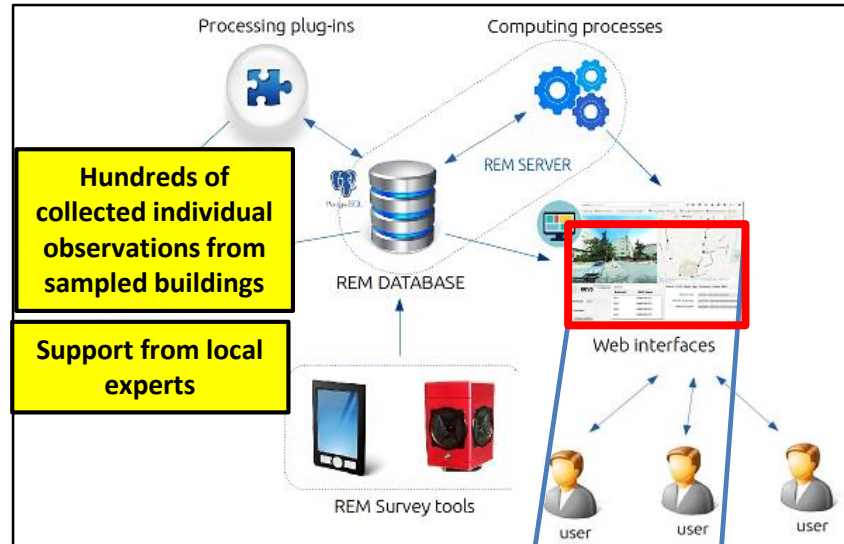 Processing plug-ins
Computing processes
Hundreds of
collected individual
observations from
sampled buildings
PostgreSQL
REM SERVER
REM DATABASE
Web interfaces
Support from local
experts
REM Survey tools
user
user
user